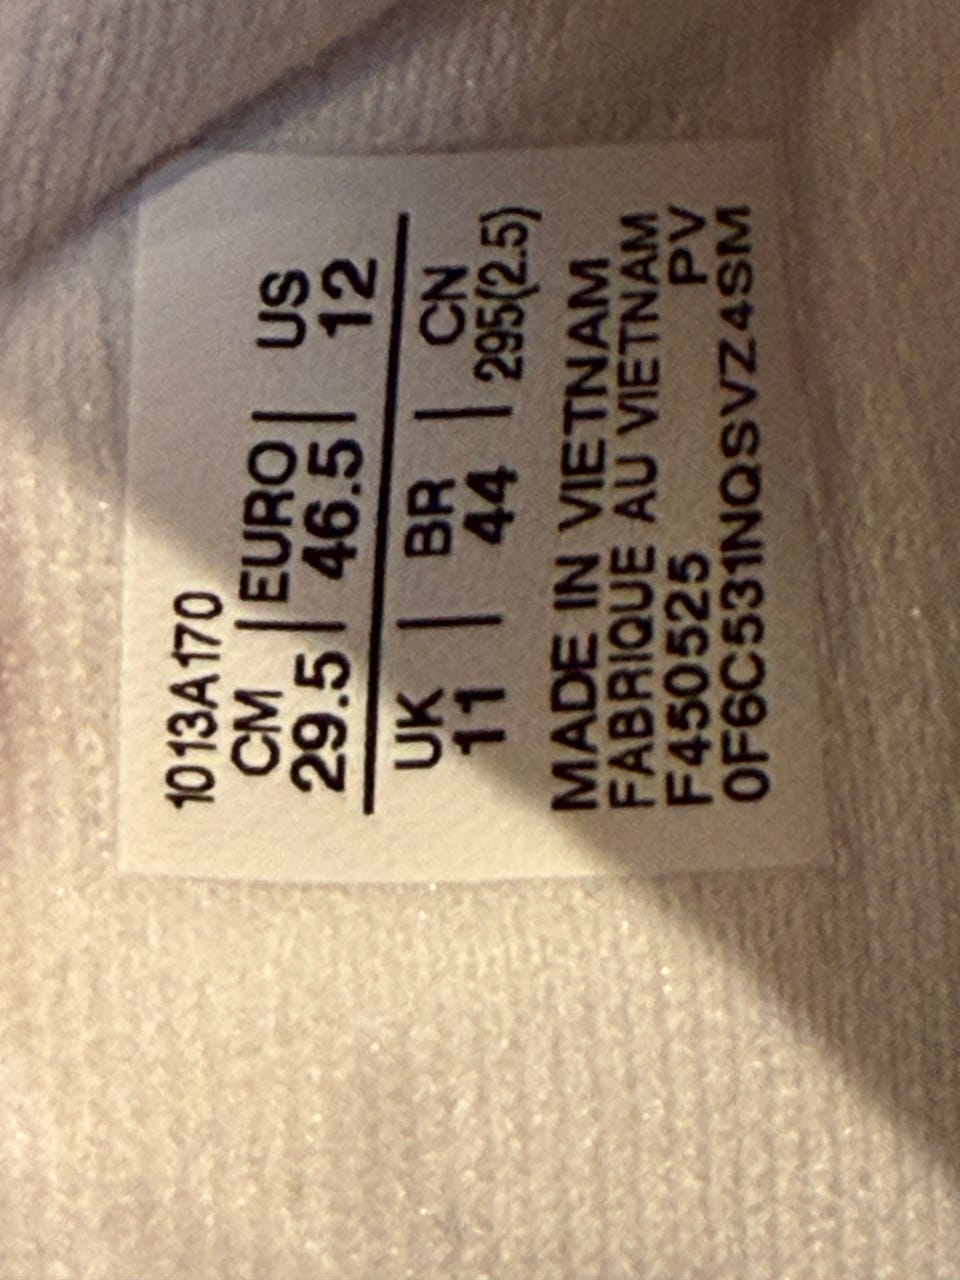 1013A170
CM | EURO | US
29.5 | 46.5 | 12
UK | BR | CN
11 | 44 | 295(2.5)
MADE IN VIETNAM
FABRIQUE AU VIETNAM
F450525 PV
0F6C531NQSVZ4SM